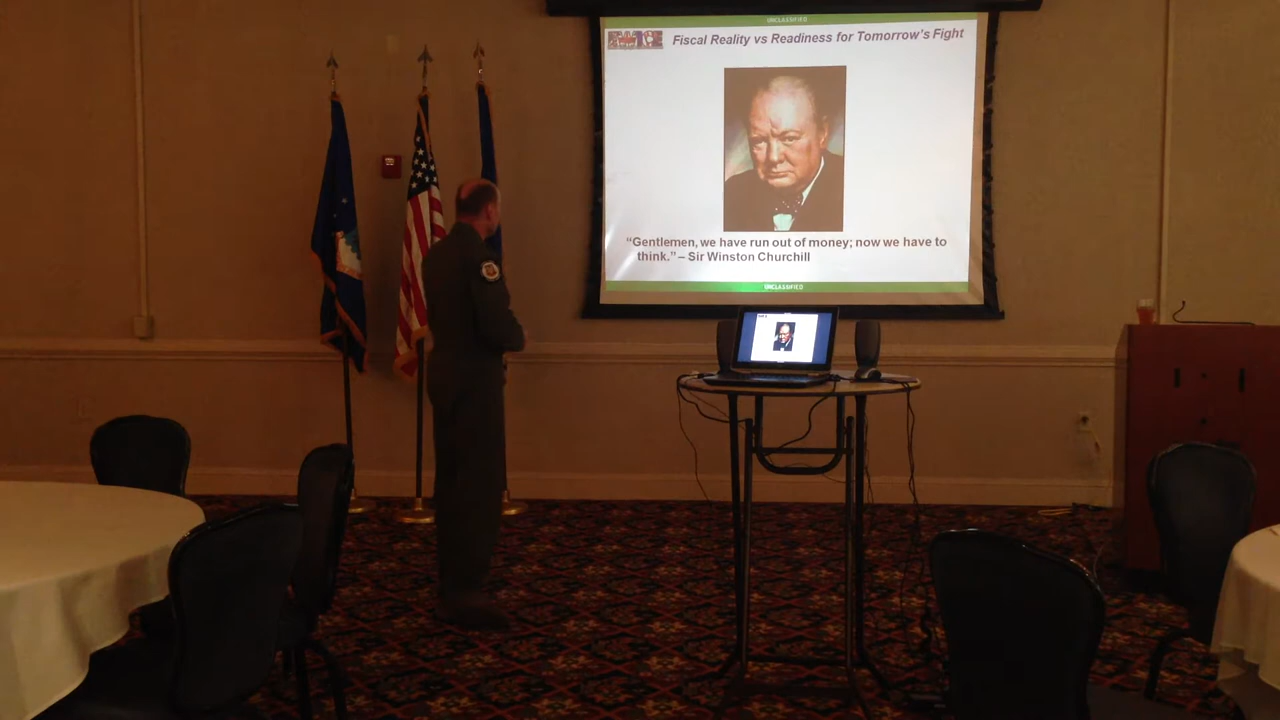 UNCLASSIFIED
Fiscal Reality vs Readiness for Tomorrow's Fight
“Gentlemen, we have run out of money; now we have to
think.” – Sir Winston Churchill
UNCLASSIFIED